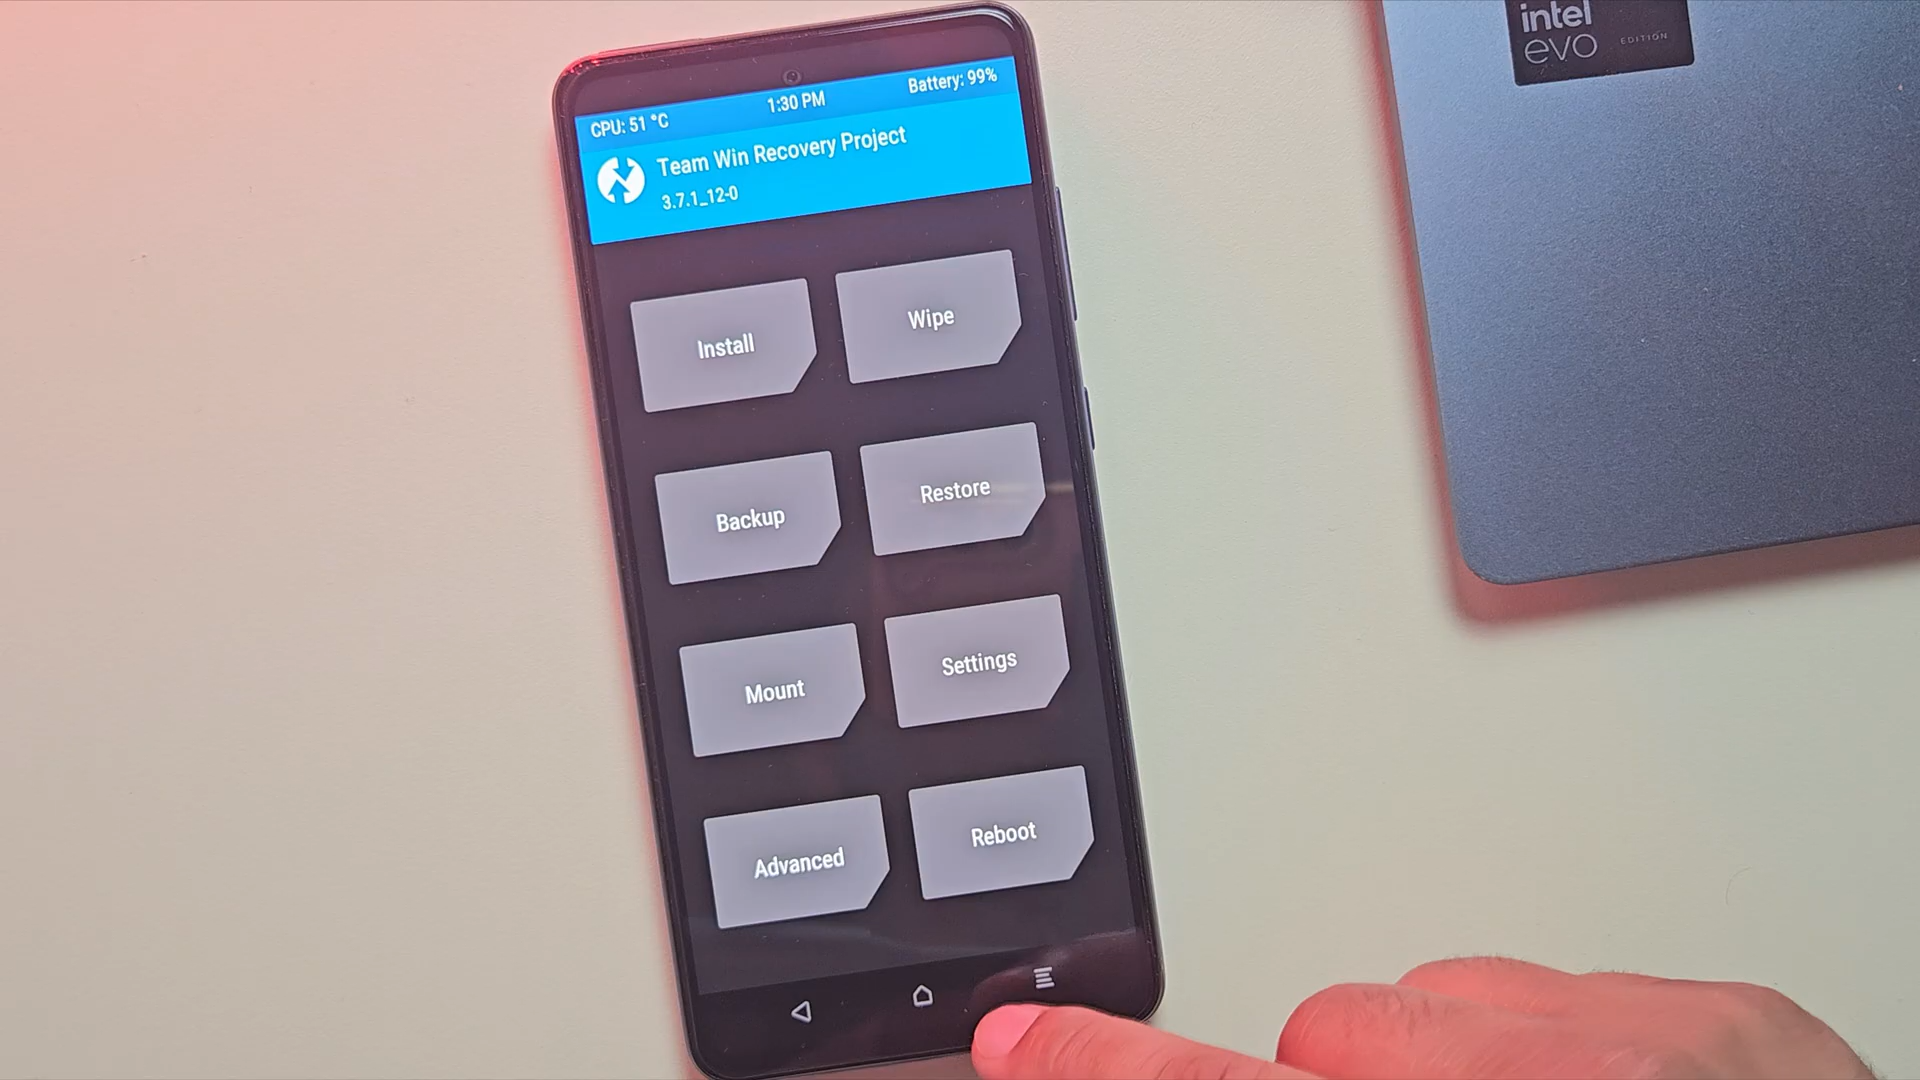 CPU: 51 °C
1:30 PM
Battery: 99%
Team Win Recovery Project
3.7.1_12-0
Install
Wipe
Backup
Restore
Mount
Settings
Advanced
Reboot
intel
evo EDITION